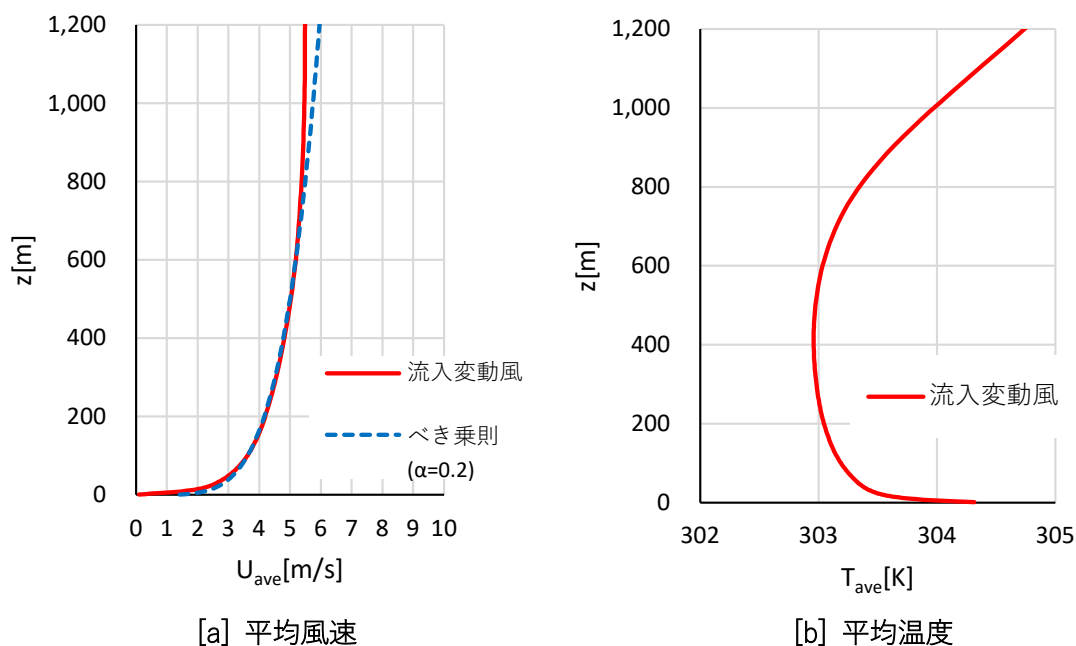 1,200
1,000
800
600
400
200
0
z[m]
0 1 2 3 4 5 6 7 8 9 10
U_ave[m/s]
流入変動風
べき乗則
(α=0.2)
[a] 平均風速
1,200
1,000
800
600
400
200
0
z[m]
302 303 304 305
T_ave[K]
流入変動風
[b] 平均温度